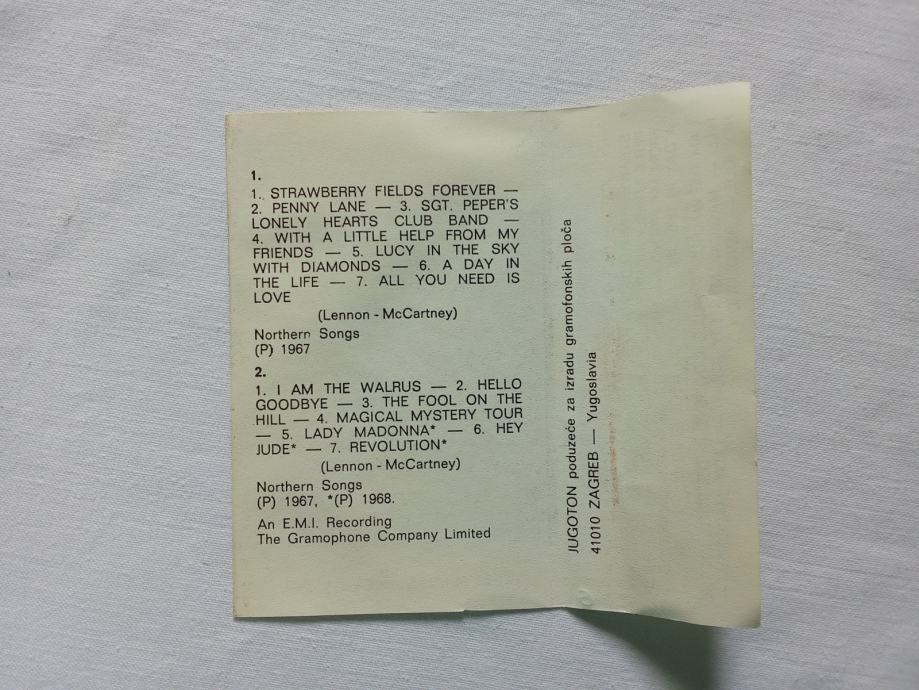 1.
1. STRAWBERRY FIELDS FOREVER —
2. PENNY LANE — 3. SGT. PEPER'S
LONELY HEARTS CLUB BAND —
4. WITH A LITTLE HELP FROM MY
FRIENDS — 5. LUCY IN THE SKY
WITH DIAMONDS — 6. A DAY IN
THE LIFE — 7. ALL YOU NEED IS
LOVE
(Lennon - McCartney)
Northern Songs
(P) 1967
2.
1. I AM THE WALRUS — 2. HELLO
GOODBYE — 3. THE FOOL ON THE
HILL — 4. MAGICAL MYSTERY TOUR
— 5. LADY MADONNA* — 6. HEY
JUDE* — 7. REVOLUTION*
(Lennon - McCartney)
Northern Songs
(P) 1967, *(P) 1968.
An E.M.I. Recording
The Gramophone Company Limited
JUGOTON poduzeće za izradu gramofonskih ploča
41010 ZAGREB — Yugoslavia